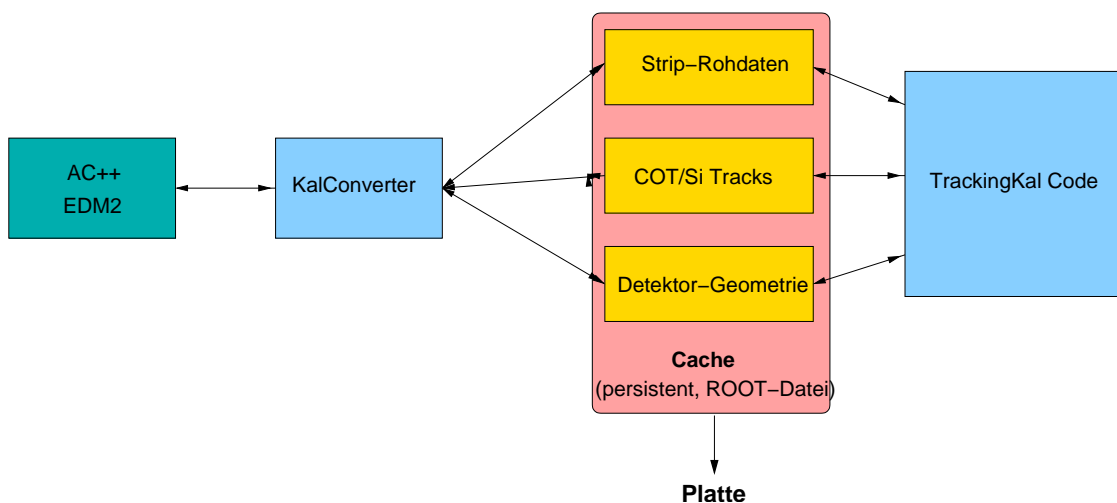 AC++
EDM2
KalConverter
Strip−Rohdaten
COT/Si Tracks
Detektor−Geometrie
Cache
(persistent, ROOT−Datei)
TrackingKal Code
Platte